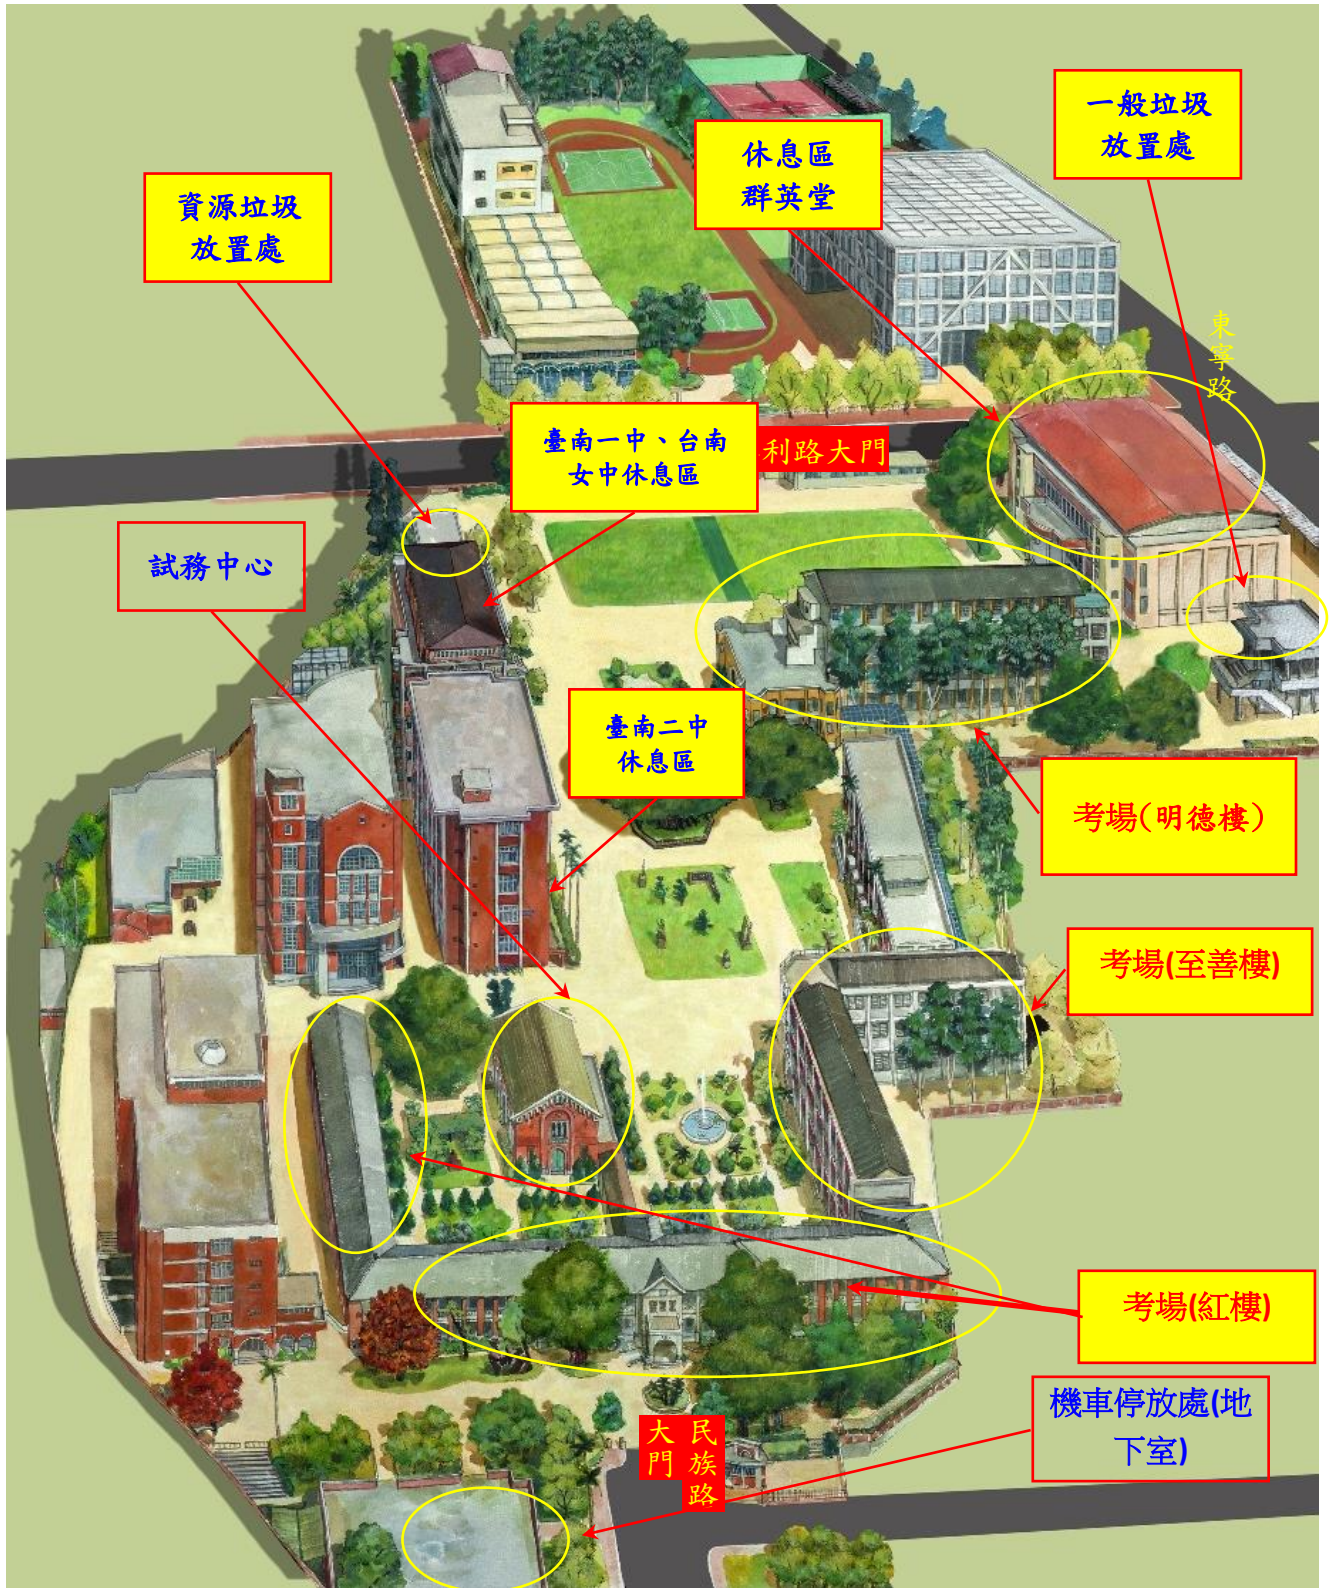 一般垃圾
放置處
休息區
群英堂
資源垃圾
放置處
東寧路
臺南一中、台南
女中休息區
利路大門
試務中心
臺南二中
休息區
考場(明德樓)
考場(至善樓)
考場(紅樓)
機車停放處(地
下室)
民族路
大門